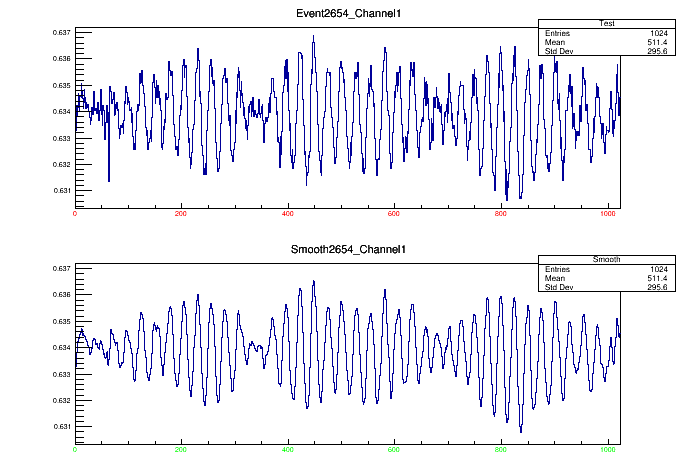 Event2654_Channel1
Test
Entries 1024
Mean 511.4
Std Dev 295.6
0.637
0.636
0.635
0.634
0.633
0.632
0.631
0 200 400 600 800 1000
Smooth2654_Channel1
Smooth
Entries 1024
Mean 511.4
Std Dev 295.6
0.637
0.636
0.635
0.634
0.633
0.632
0.631
0 200 400 600 800 1000